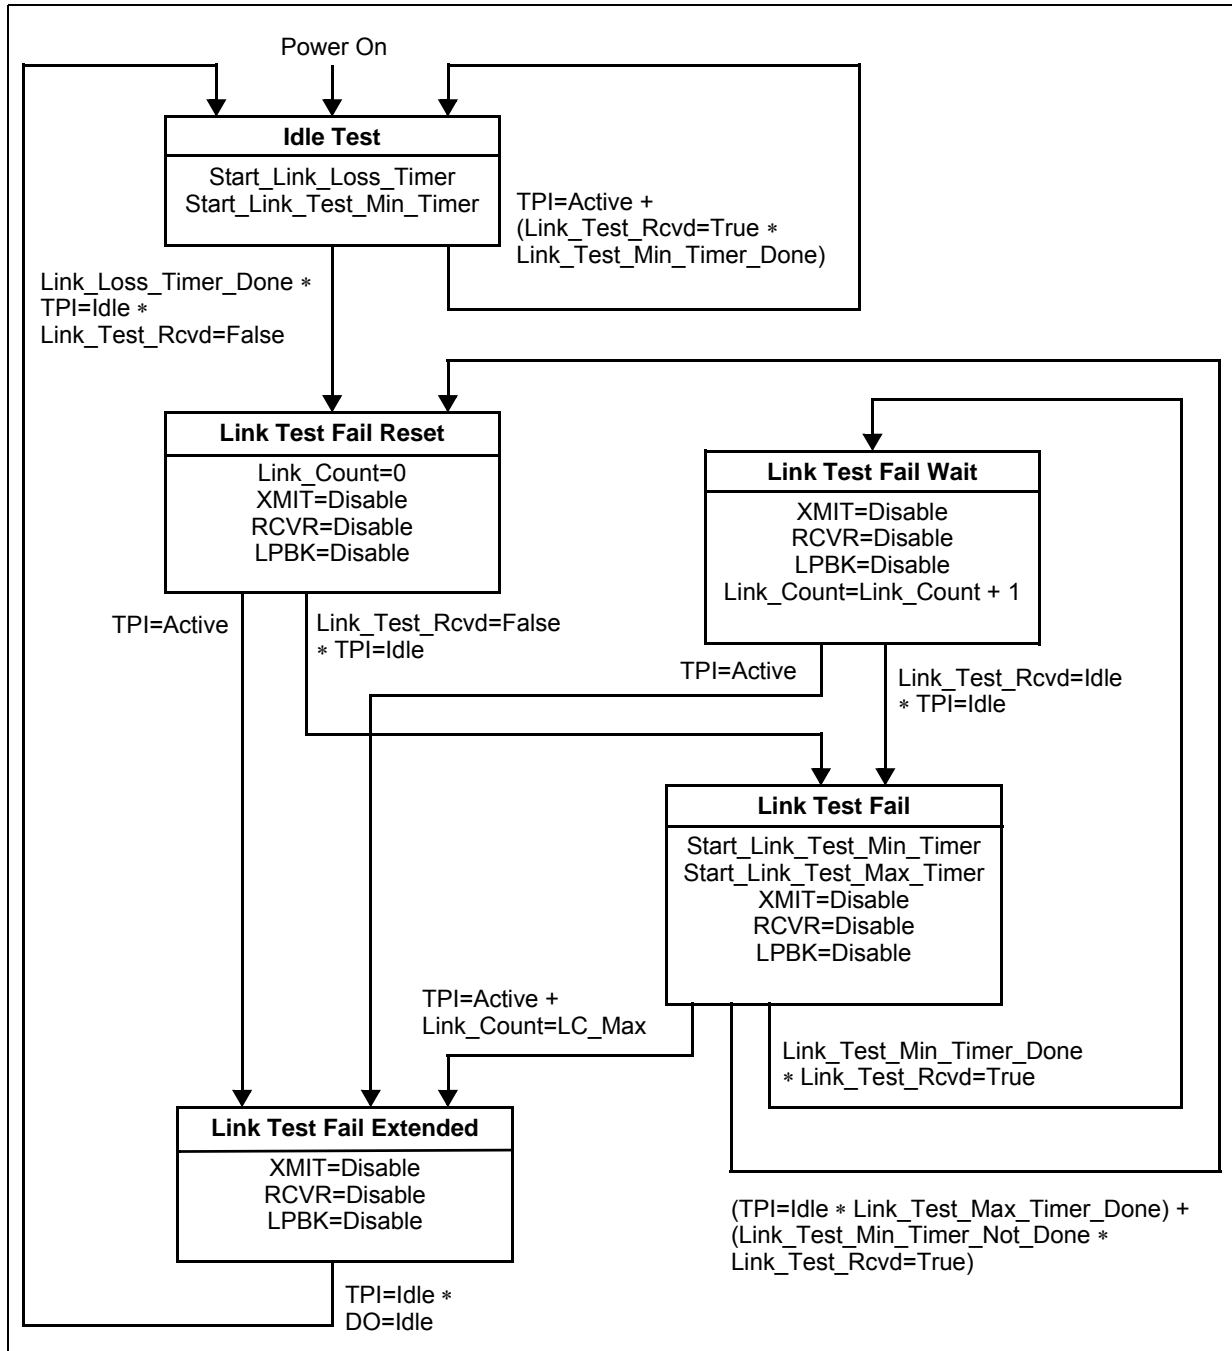 Power On
Idle Test
Start_Link_Loss_Timer
Start_Link_Test_Min_Timer
TPI=Active +
(Link_Test_Rcvd=True *
Link_Test_Min_Timer_Done)
Link_Loss_Timer_Done *
TPI=Idle *
Link_Test_Rcvd=False
Link Test Fail Reset
Link_Count=0
XMIT=Disable
RCVR=Disable
LPBK=Disable
Link Test Fail Wait
XMIT=Disable
RCVR=Disable
LPBK=Disable
Link_Count=Link_Count + 1
TPI=Active
Link_Test_Rcvd=False
* TPI=Idle
TPI=Active
Link_Test_Rcvd=Idle
* TPI=Idle
Link Test Fail
Start_Link_Test_Min_Timer
Start_Link_Test_Max_Timer
XMIT=Disable
RCVR=Disable
LPBK=Disable
TPI=Active +
Link_Count=LC_Max
Link_Test_Min_Timer_Done
* Link_Test_Rcvd=True
Link Test Fail Extended
XMIT=Disable
RCVR=Disable
LPBK=Disable
(TPI=Idle * Link_Test_Max_Timer_Done) +
(Link_Test_Min_Timer_Not_Done *
Link_Test_Rcvd=True)
TPI=Idle *
DO=Idle